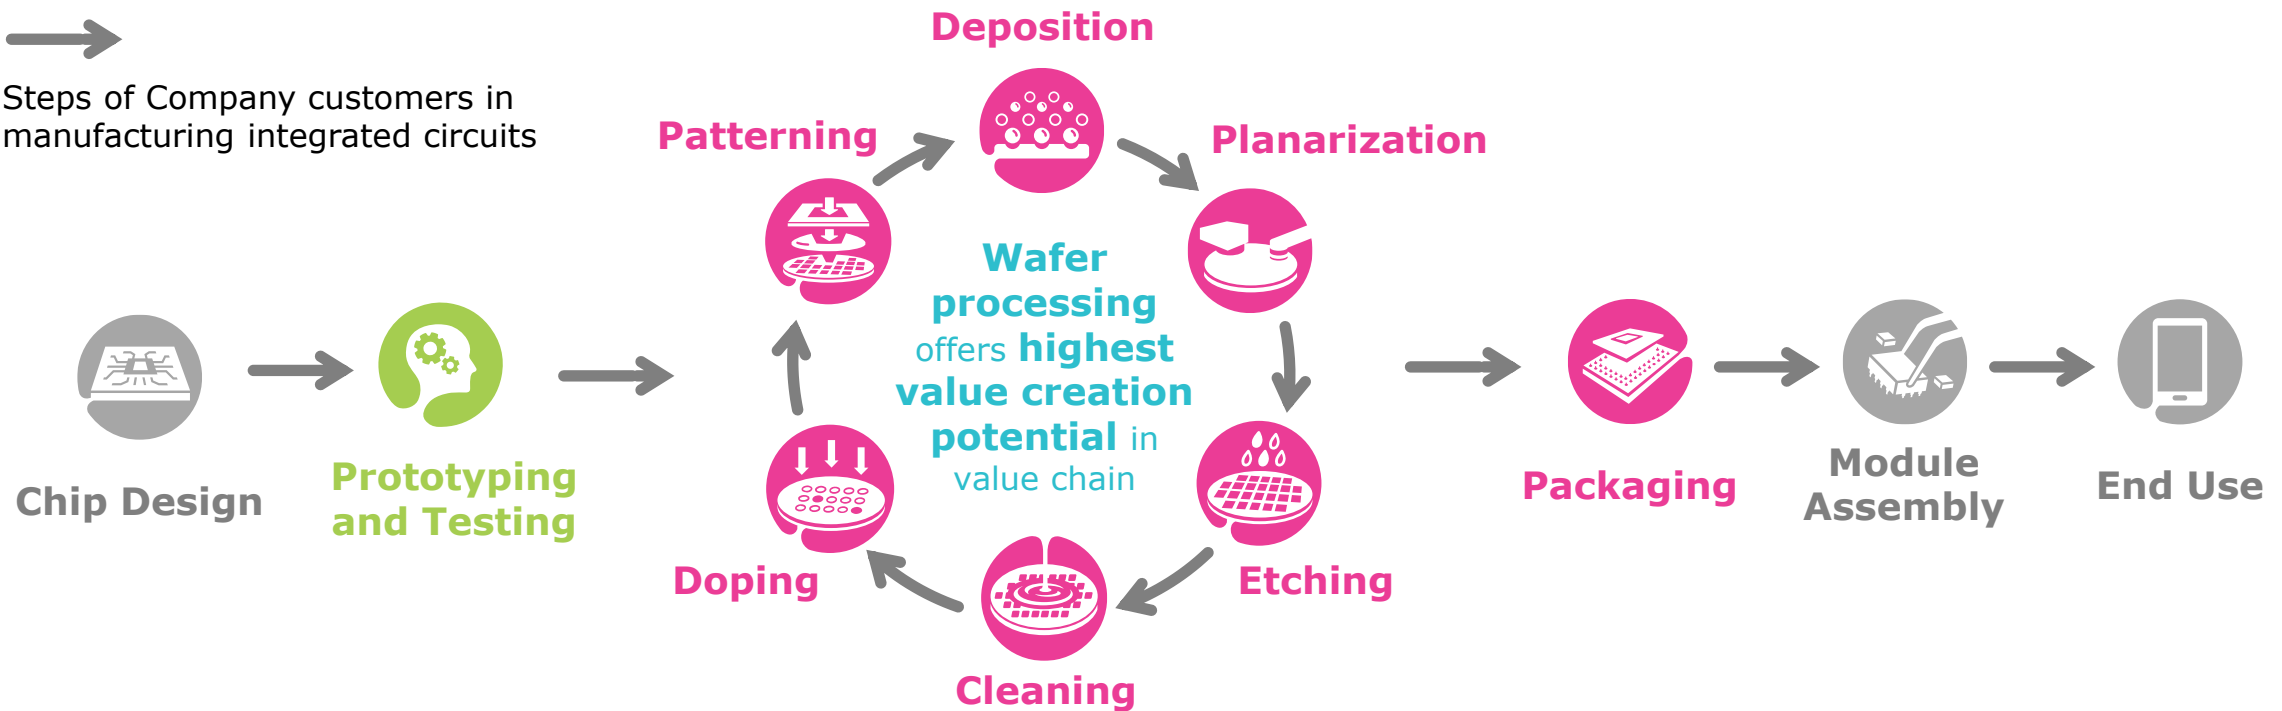 Steps of Company customers in
manufacturing integrated circuits
Chip Design
Prototyping
and Testing
Patterning
Deposition
Planarization
Etching
Cleaning
Doping
Wafer
processing
offers highest
value creation
potential in
value chain
Packaging
Module
Assembly
End Use